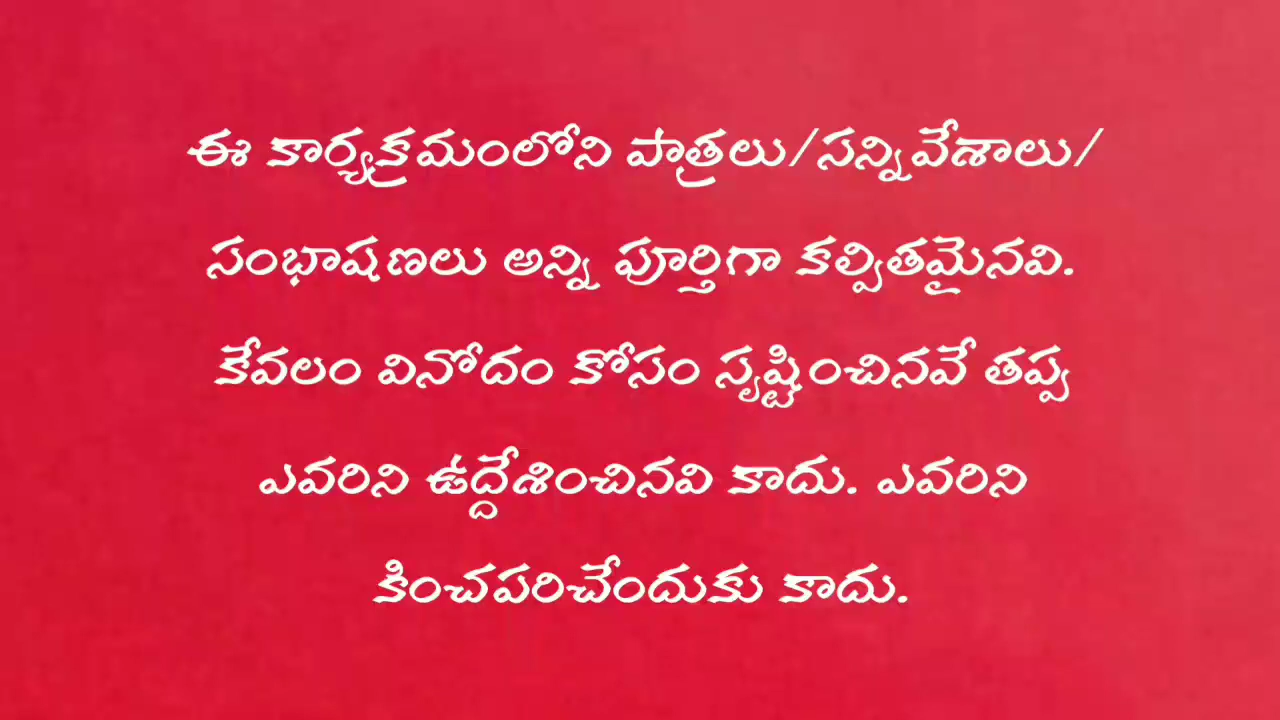 ఈ కార్యక్రమంలోని పాత్రలు/సన్నివేశాలు/
సంభాషణలు అన్ని పూర్తిగా కల్పితమైనవి.
కేవలం వినోదం కోసం సృష్టించినవే తప్ప
ఎవరిని ఉద్దేశించినవి కాదు. ఎవరిని
కించపరిచేందుకు కాదు.